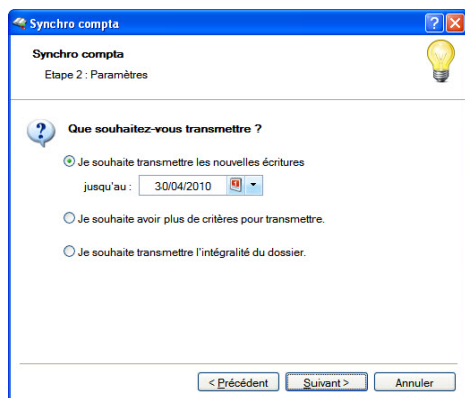 Synchro compta
Synchro compta
Etape 2 : Paramètres
Que souhaitez-vous transmettre ?
Je souhaite transmettre les nouvelles écritures
jusqu'au : 30/04/2010
Je souhaite avoir plus de critères pour transmettre.
Je souhaite transmettre l'intégralité du dossier.
< Précédent Suivant > Annuler